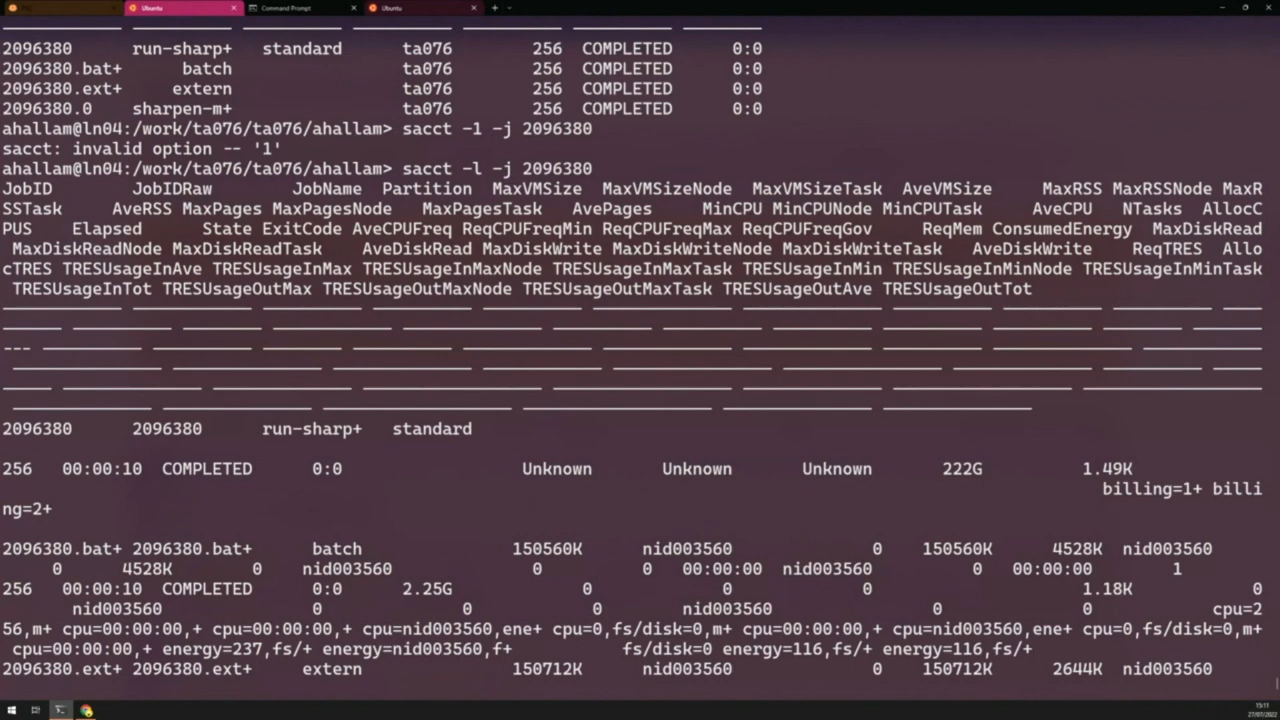 Ubuntu
Command Prompt
Ubuntu
2096380 run-sharp+ standard ta076 256 COMPLETED 0:0
2096380.bat+ batch ta076 256 COMPLETED 0:0
2096380.ext+ extern ta076 256 COMPLETED 0:0
2096380.0 sharpen-m+ ta076 256 COMPLETED 0:0
ahallam@ln04:/work/ta076/ta076/ahallam> sacct -1 -j 2096380
sacct: invalid option -- '1'
ahallam@ln04:/work/ta076/ta076/ahallam> sacct -l -j 2096380
JobID JobIDRaw JobName Partition MaxVMSize MaxVMSizeNode MaxVMSizeTask AveVMSize MaxRSS MaxRSSNode MaxR
SSTask AveRSS MaxPages MaxPagesNode MaxPagesTask AvePages MinCPU MinCPUNode MinCPUTask AveCPU NTasks AllocC
PUS Elapsed State ExitCode AveCPUFreq ReqCPUFreqMin ReqCPUFreqMax ReqCPUFreqGov ReqMem ConsumedEnergy MaxDiskRead
MaxDiskReadNode MaxDiskReadTask AveDiskRead MaxDiskWrite MaxDiskWriteNode MaxDiskWriteTask AveDiskWrite ReqTRES Allo
cTRES TRESUsageInAve TRESUsageInMax TRESUsageInMaxNode TRESUsageInMaxTask TRESUsageInMin TRESUsageInMinNode TRESUsageInMinTask
TRESUsageInTot TRESUsageOutMax TRESUsageOutMaxNode TRESUsageOutMaxTask TRESUsageOutAve TRESUsageOutTot
2096380 2096380 run-sharp+ standard
256 00:00:10 COMPLETED 0:0 Unknown Unknown Unknown 222G 1.49K
billing=1+ billi
ng=2+
2096380.bat+ 2096380.bat+ batch 150560K nid003560 0 150560K 4528K nid003560
0 4528K 0 nid003560 0 0 00:00:00 nid003560 0 00:00:00 1
256 00:00:10 COMPLETED 0:0 2.25G 0 0 0 1.18K 0
nid003560 0 0 0 nid003560 0 0 cpu=2
56,m+ cpu=00:00:00,+ cpu=00:00:00,+ cpu=nid003560,ene+ cpu=0,fs/disk=0,m+ cpu=00:00:00,+ cpu=nid003560,ene+ cpu=0,fs/disk=0,m+
cpu=00:00:00,+ energy=237,fs/+ energy=nid003560,f+ fs/disk=0 energy=116,fs/+ energy=116,fs/+
2096380.ext+ 2096380.ext+ extern 150712K nid003560 0 150712K 2644K nid003560
15:11
27/07/2022